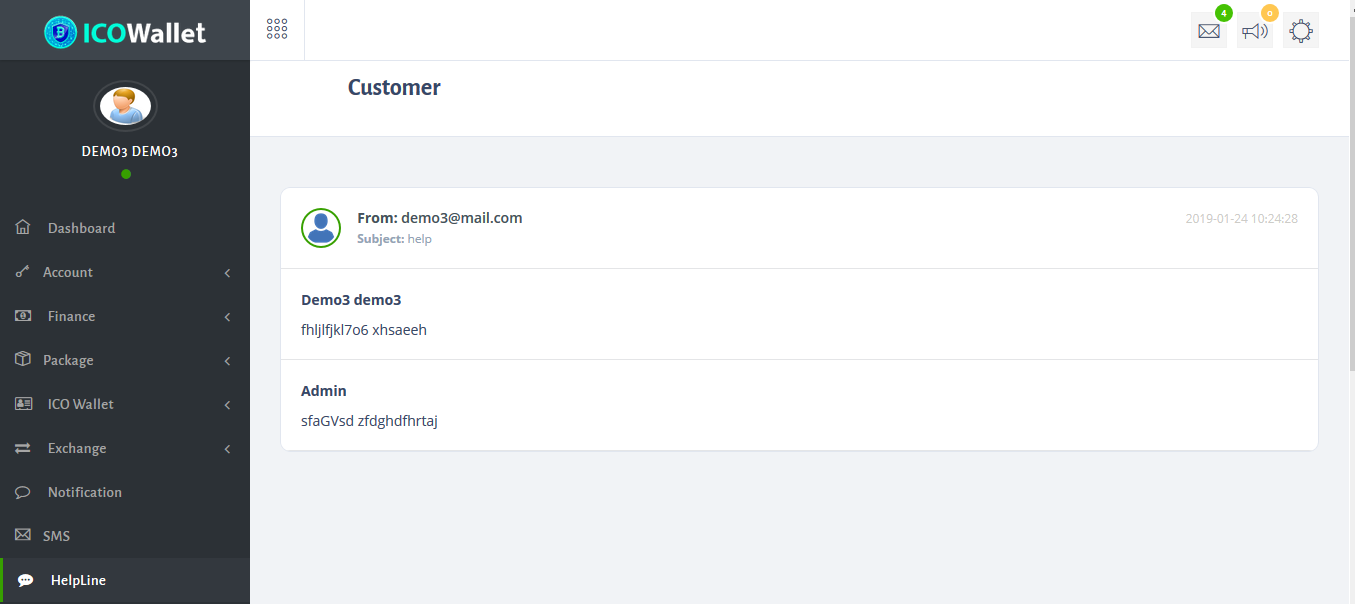 ICOWallet
4
0
Customer
DEMO3 DEMO3
Dashboard
Account
Finance
Package
ICO Wallet
Exchange
Notification
SMS
HelpLine
From: demo3@mail.com
2019-01-24 10:24:28
Subject: help
Demo3 demo3
fhljlfjkl7o6 xhsaeeh
Admin
sfaGVsd zfdghdfhrtaj